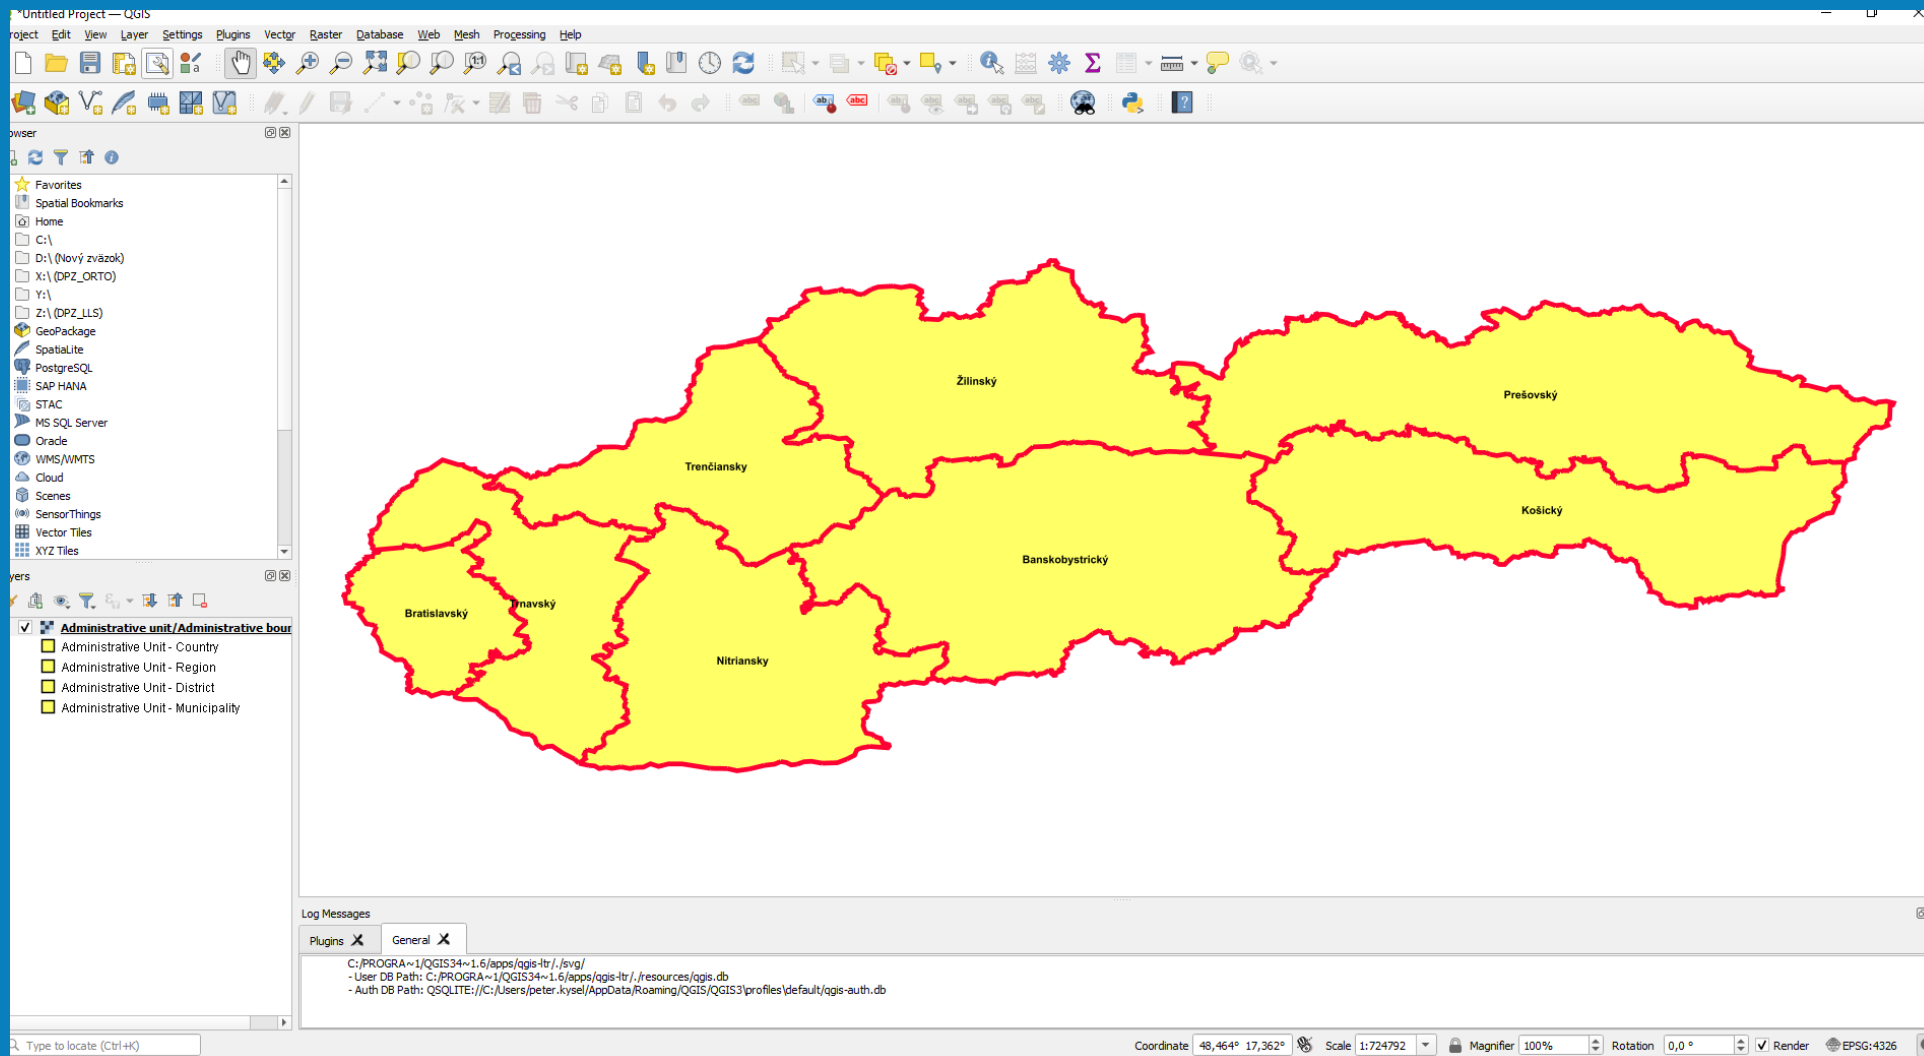 *Untitled Project — QGIS
roject Edit View Layer Settings Plugins Vector Raster Database Web Mesh Processing Help
owser
Favorites
Spatial Bookmarks
Home
C:\
D:\ (Nový zväzok)
X:\ (DPZ_ORTO)
Y:\
Z:\ (DPZ_LLS)
GeoPackage
SpatiaLite
PostgreSQL
SAP HANA
STAC
MS SQL Server
Oracle
WMS/WMTS
Cloud
Scenes
SensorThings
Vector Tiles
XYZ Tiles
yers
Administrative unit/Administrative bour
Administrative Unit - Country
Administrative Unit - Region
Administrative Unit - District
Administrative Unit - Municipality
Žilinský
Prešovský
Trenčiansky
Košický
Banskobystrický
Trnavský
Bratislavský
Nitriansky
Log Messages
Plugins General
C:/PROGRA~1/QGIS34~1.6/apps/qgis-ltr/./svg/
- User DB Path: C:/PROGRA~1/QGIS34~1.6/apps/qgis-ltr/./resources/qgis.db
- Auth DB Path: QSQLITE://C:/Users/peter.kysel/AppData/Roaming/QGIS/QGIS3\profiles\default/qgis-auth.db
Type to locate (Ctrl+K) Coordinate 48,464° 17,362° Scale 1:724792 Magnifier 100% Rotation 0,0 ° Render EPSG:4326